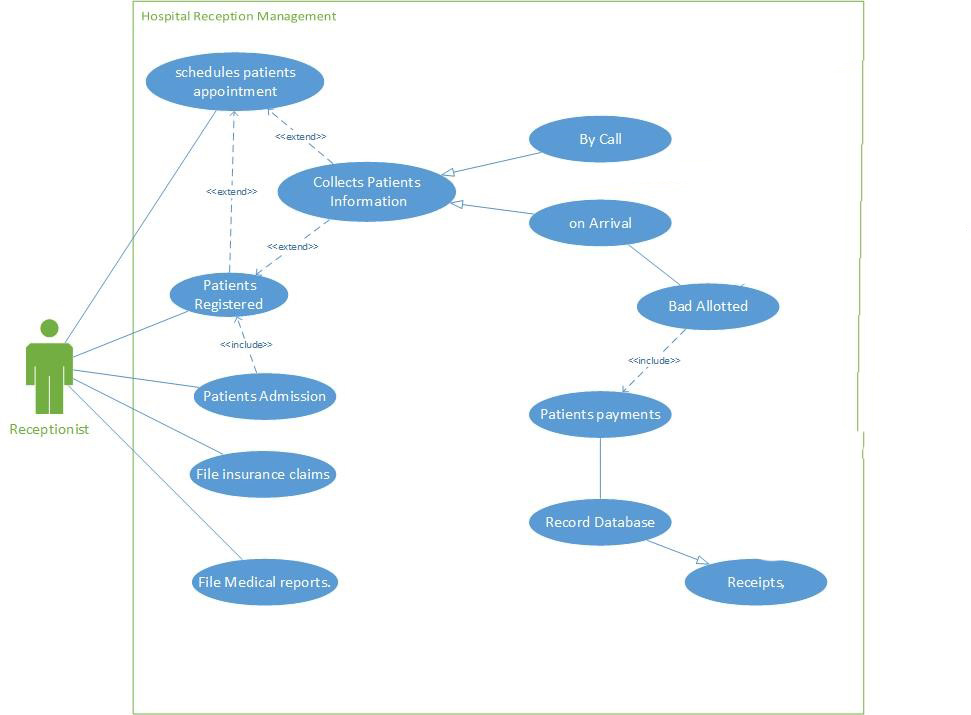 Hospital Reception Management
schedules patients
appointment
<<extend>>
By Call
Collects Patients
Information
<<extend>>
on Arrival
<<extend>>
Patients
Registered
Bad Allotted
<<include>>
<<include>>
Patients Admission
Patients payments
Receptionist
File insurance claims
Record Database
File Medical reports.
Receipts,